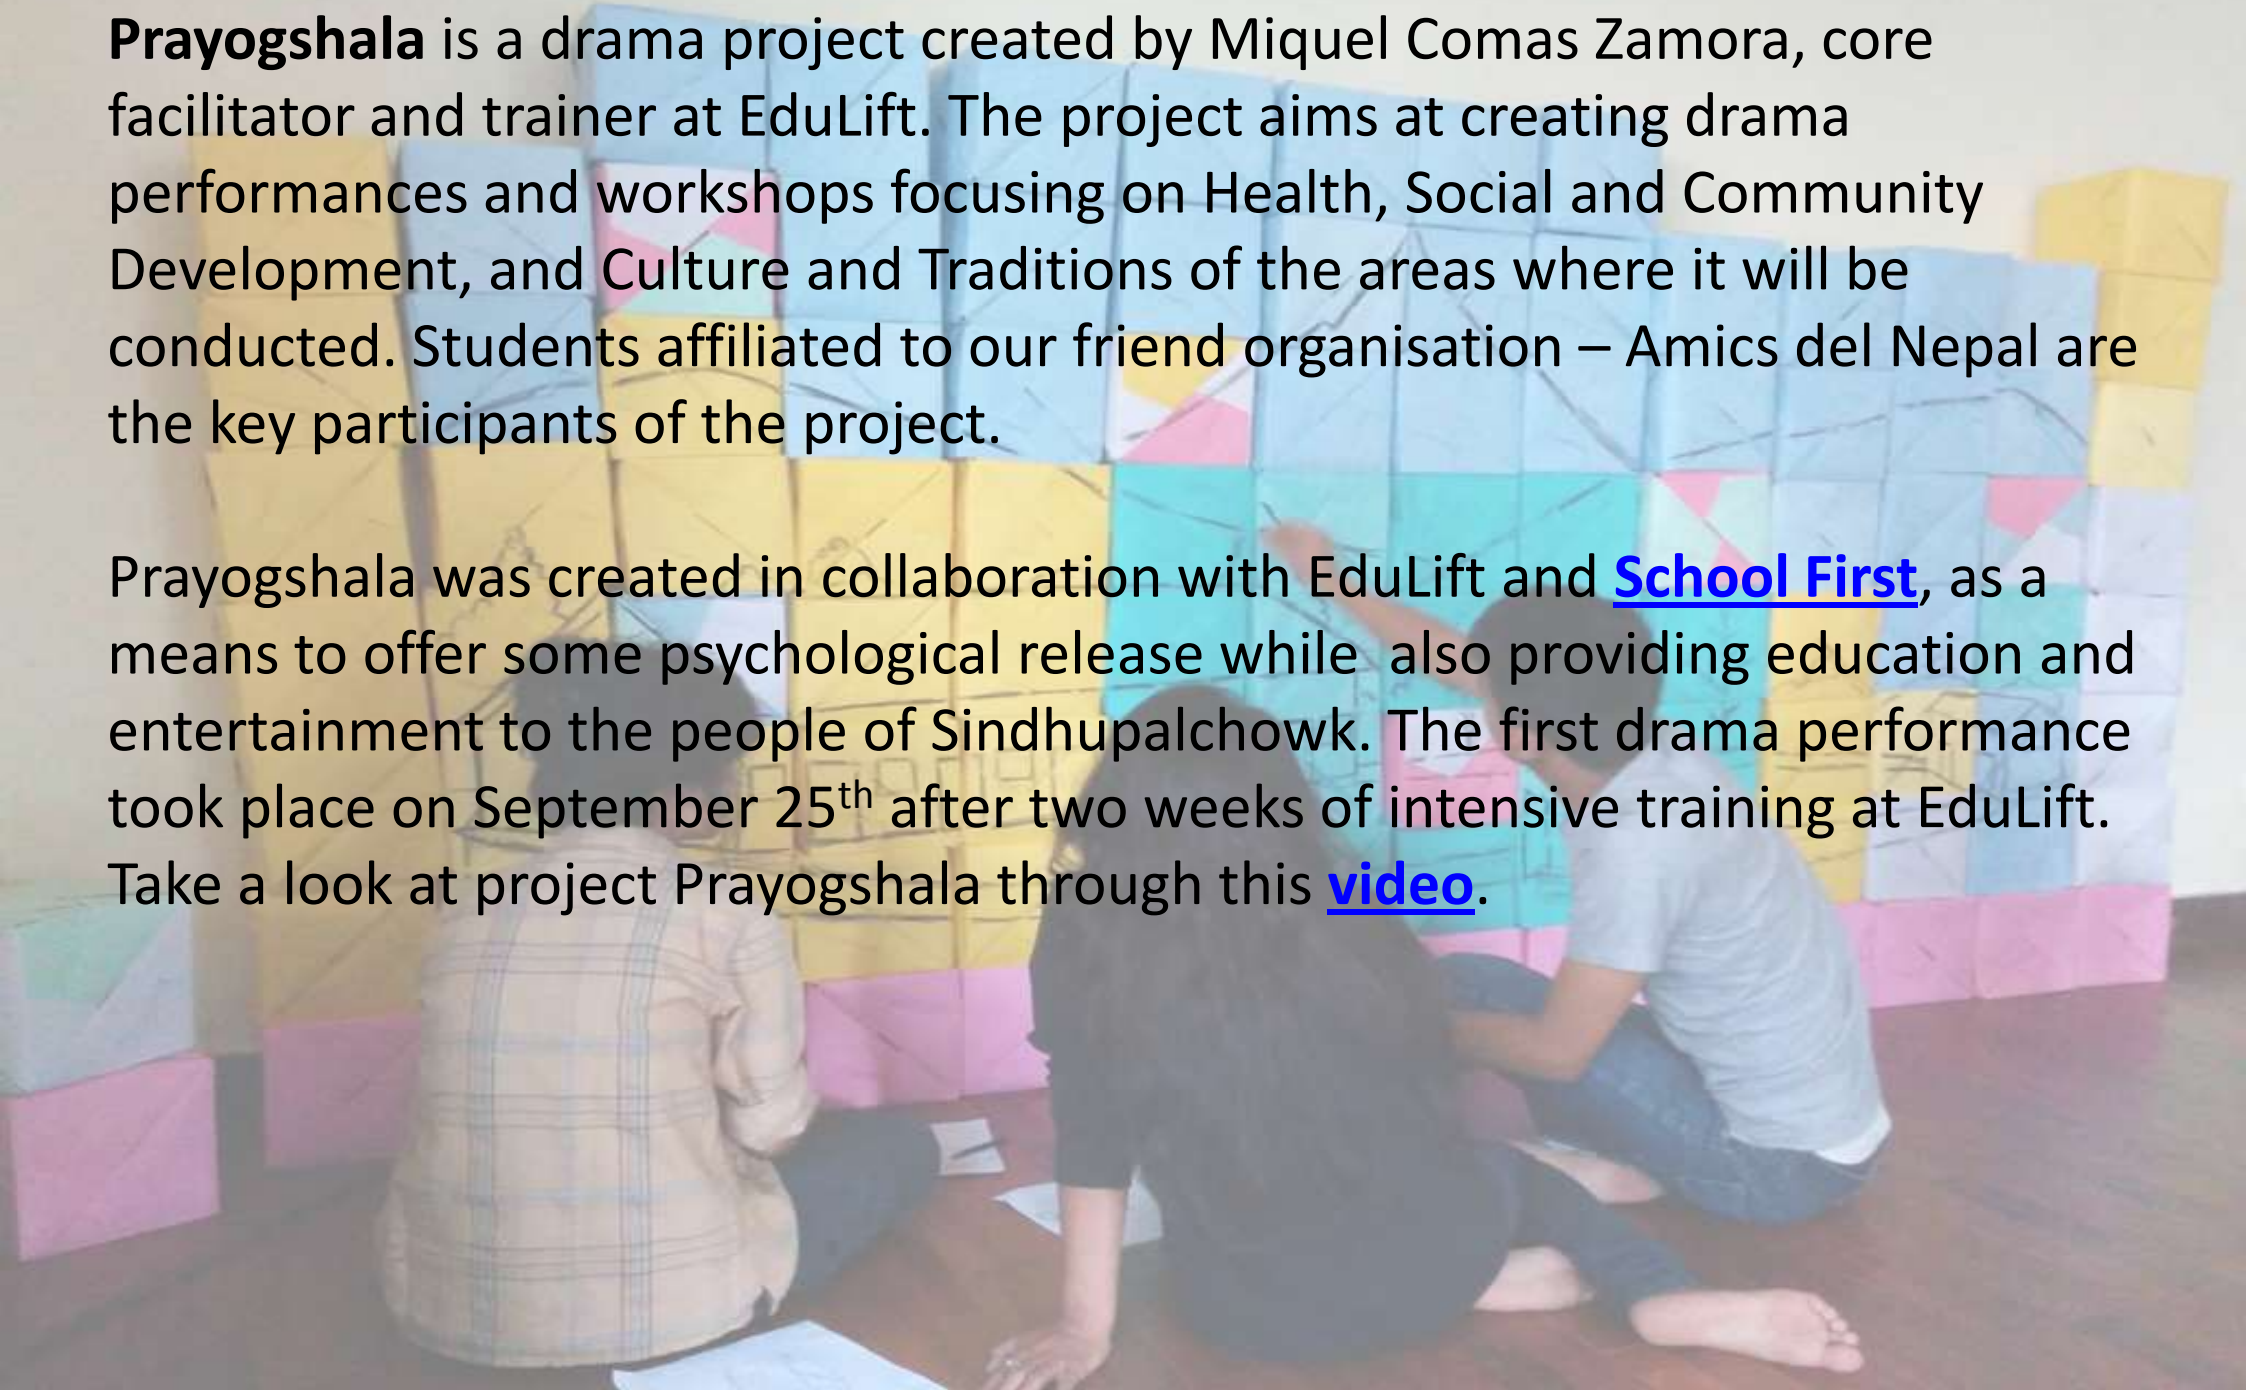 Prayogshala is a drama project created by Miquel Comas Zamora, core
facilitator and trainer at EduLift. The project aims at creating drama
performances and workshops focusing on Health, Social and Community
Development, and Culture and Traditions of the areas where it will be
conducted. Students affiliated to our friend organisation – Amics del Nepal are
the key participants of the project.
Prayogshala was created in collaboration with EduLift and School First, as a
means to offer some psychological release while  also providing education and
entertainment to the people of Sindhupalchowk. The first drama performance
took place on September 25th after two weeks of intensive training at EduLift.
Take a look at project Prayogshala through this video.